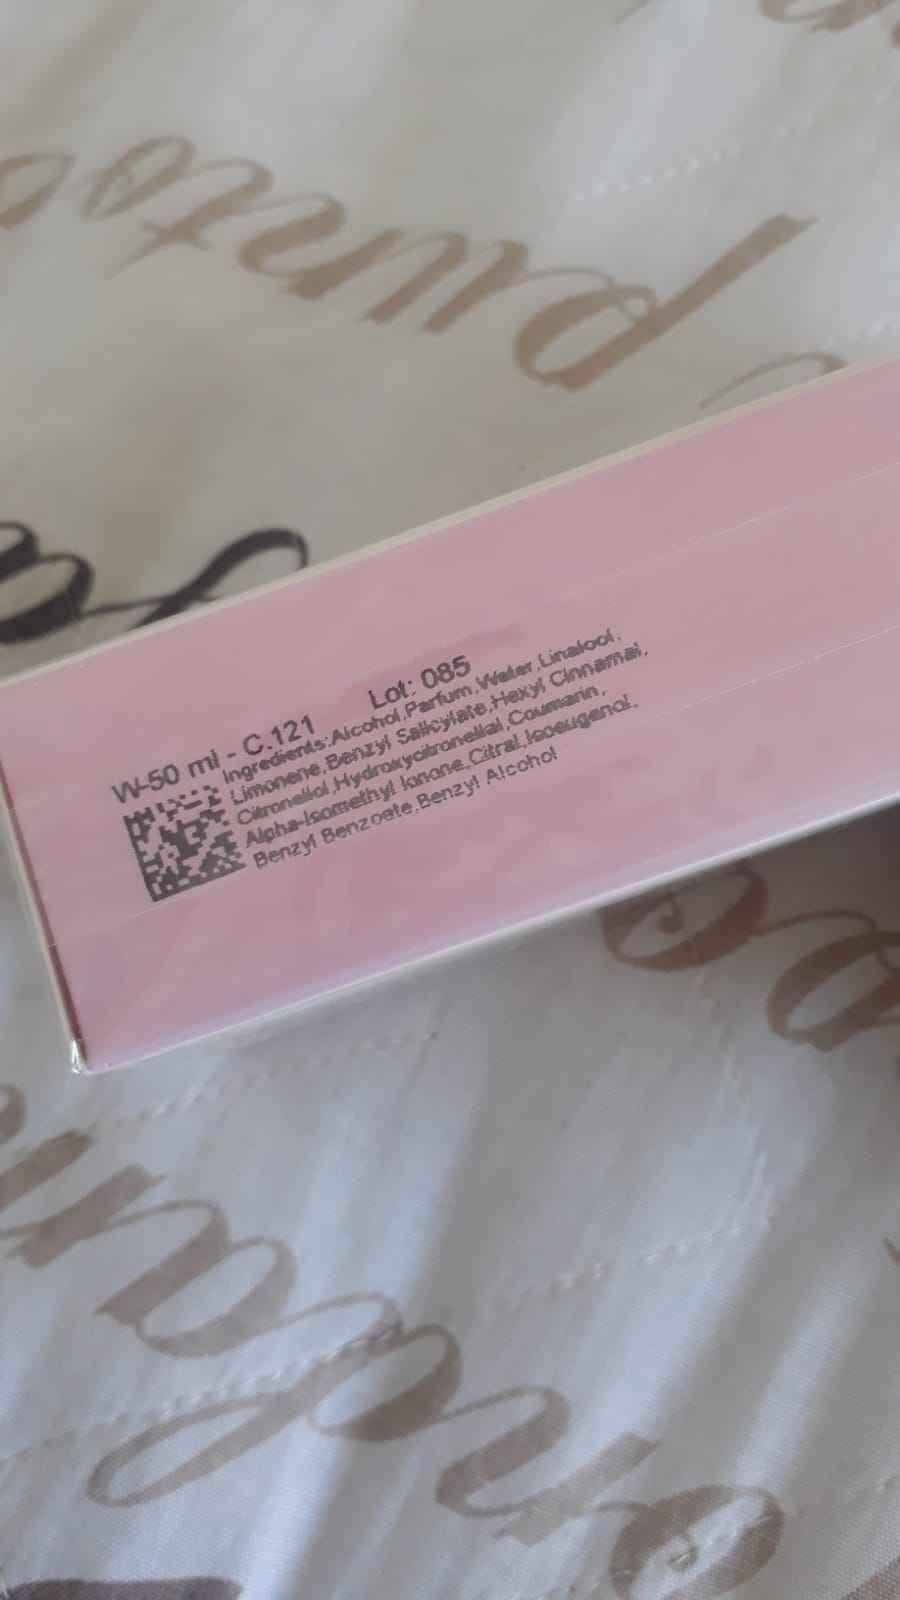 punto
W-50 ml - C.121 Lot: 085
Ingredients:Alcohol,Parfum,Water,Linalool,
Limonene,Benzyl Salicylate,Hexyl Cinnamal,
Citronellol,Hydroxycitronellal,Coumarin,
Alpha-Isomethyl Ionone,Citral,Isoeugenol,
Benzyl Benzoate,Benzyl Alcohol